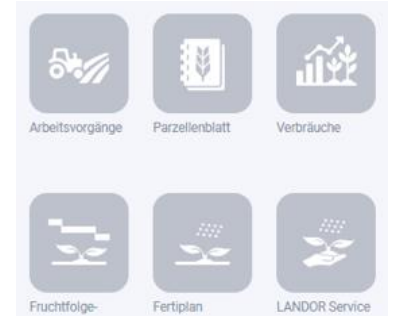 Arbeitsvorgänge Parzellenblatt Verbräuche
Fruchtfolge- Fertiplan LANDOR Service